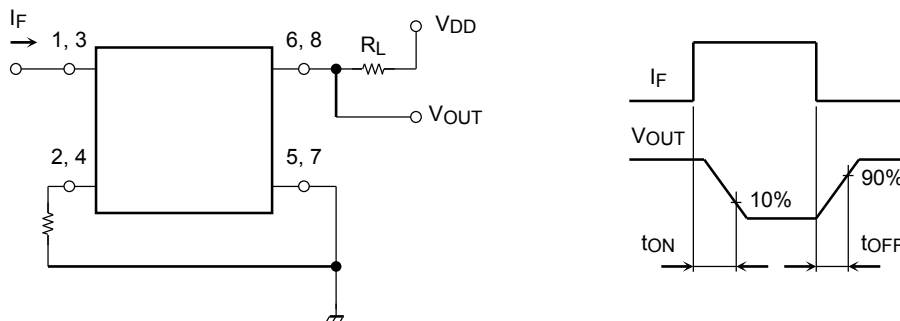 IF
1, 3
6, 8
RL
VDD
VOUT
2, 4
5, 7
IF
VOUT
10%
90%
tON
tOFF